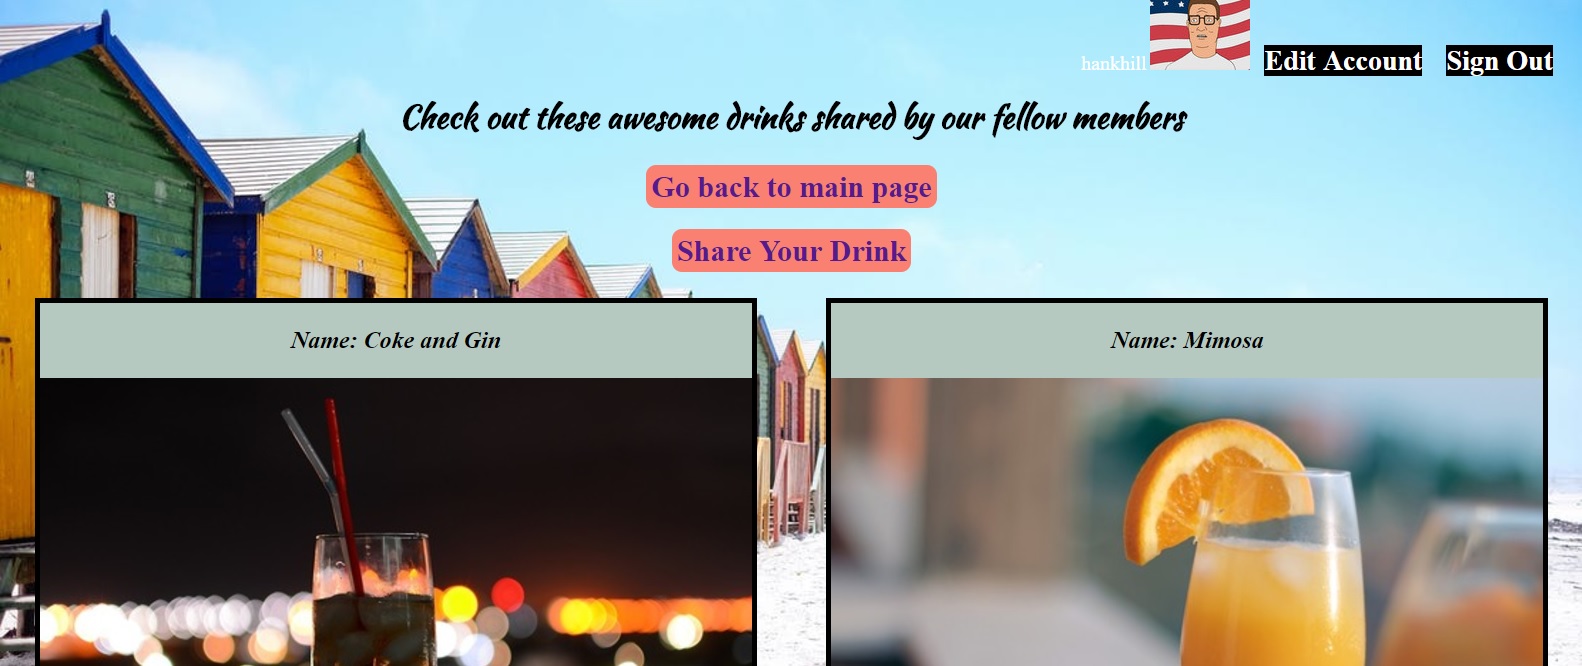 hankhill Edit Account Sign Out
Check out these awesome drinks shared by our fellow members
Go back to main page
Share Your Drink
Name: Coke and Gin
Name: Mimosa